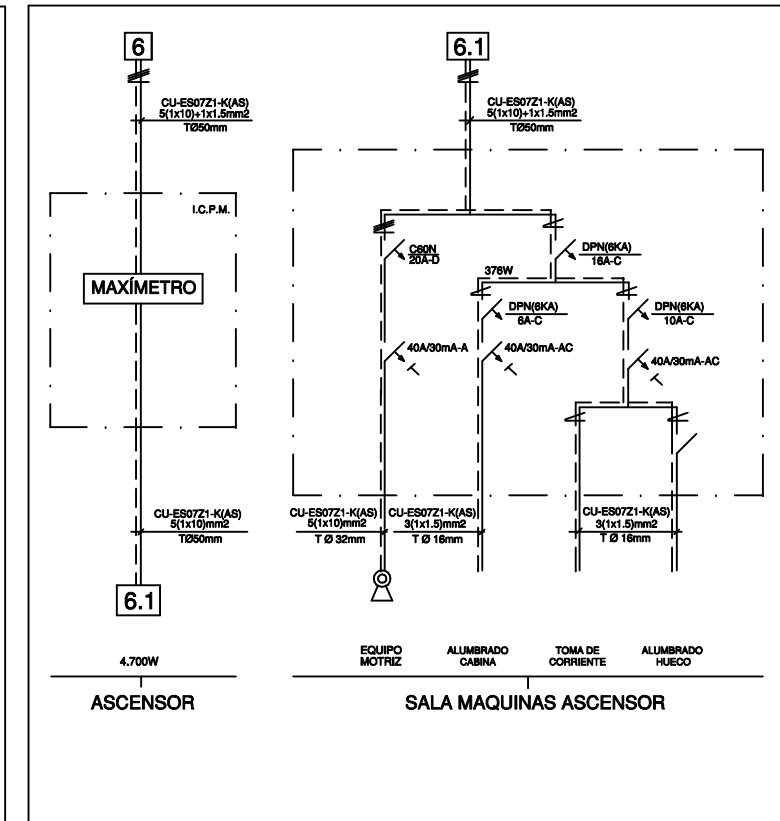 6
CU-ES07Z1-K(AS)
5(1x10)+1x1.5mm2
TØ50mm
I.C.P.M.
MAXÍMETRO
CU-ES07Z1-K(AS)
5(1x10)mm2
TØ50mm
6.1
4.700W
ASCENSOR
6.1
CU-ES07Z1-K(AS)
5(1x10)+1x1.5mm2
TØ50mm
C60N
20A-D
DPN(6KA)
16A-C
376W
DPN(6KA)
6A-C
DPN(6KA)
10A-C
40A/30mA-A
40A/30mA-AC
40A/30mA-AC
CU-ES07Z1-K(AS)
5(1x10)mm2
T Ø 32mm
CU-ES07Z1-K(AS)
3(1x1.5)mm2
T Ø 16mm
CU-ES07Z1-K(AS)
3(1x1.5)mm2
T Ø 16mm
EQUIPO
MOTRIZ
ALUMBRADO
CABINA
TOMA DE
CORRIENTE
ALUMBRADO
HUECO
SALA MAQUINAS ASCENSOR